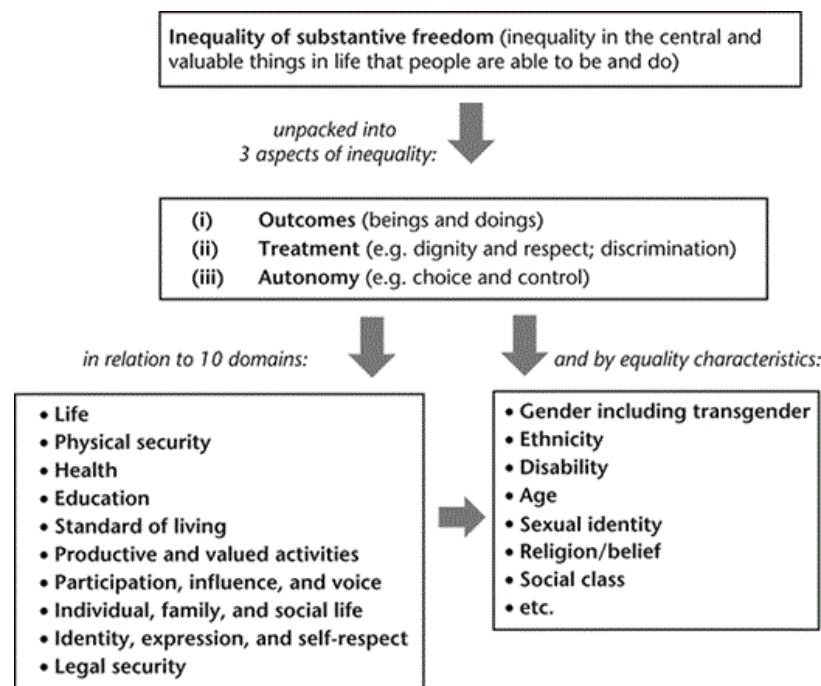 Inequality of substantive freedom (inequality in the central and
valuable things in life that people are able to be and do)
unpacked into
3 aspects of inequality:
(i) Outcomes (beings and doings)
(ii) Treatment (e.g. dignity and respect; discrimination)
(iii) Autonomy (e.g. choice and control)
in relation to 10 domains:
• Life
• Physical security
• Health
• Education
• Standard of living
• Productive and valued activities
• Participation, influence, and voice
• Individual, family, and social life
• Identity, expression, and self-respect
• Legal security
and by equality characteristics:
• Gender including transgender
• Ethnicity
• Disability
• Age
• Sexual identity
• Religion/belief
• Social class
• etc.